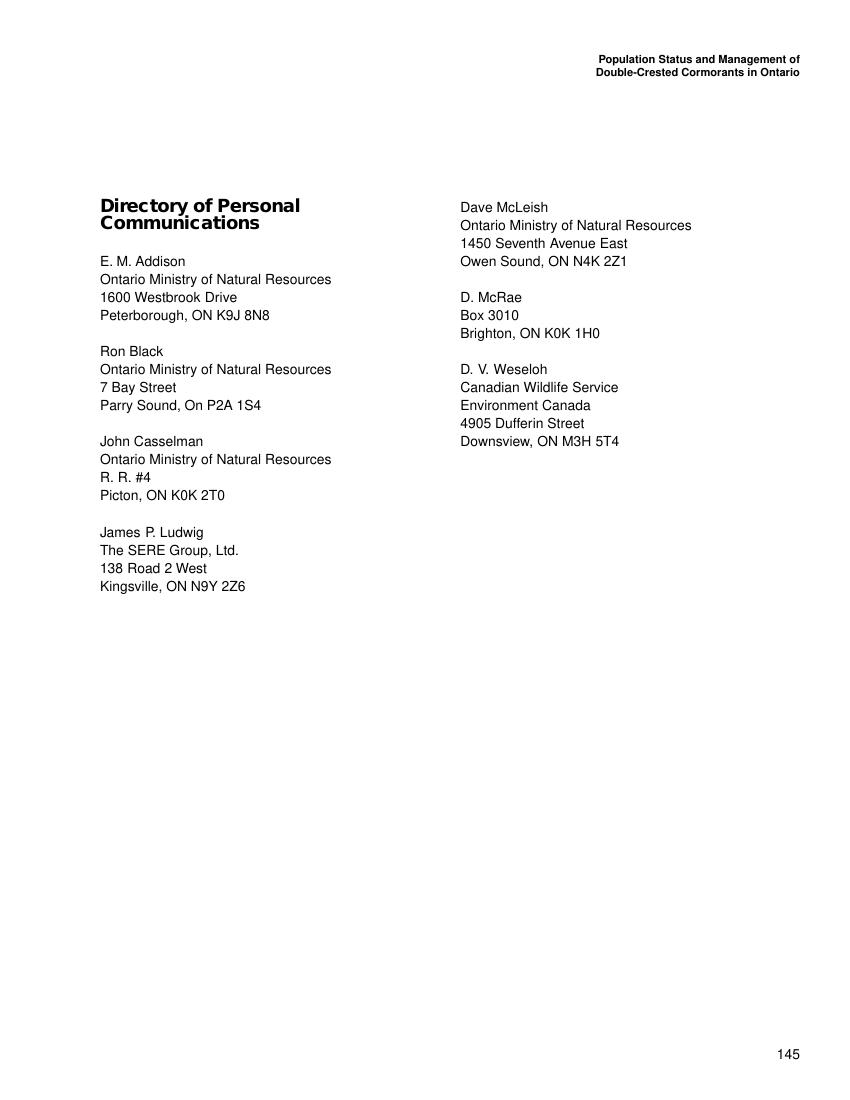 Population Status and Management of
Double-Crested Cormorants in Ontario
Directory of Personal
Communications
E. M. Addison
Ontario Ministry of Natural Resources
1600 Westbrook Drive
Peterborough, ON K9J 8N8
Ron Black
Ontario Ministry of Natural Resources
7 Bay Street
Parry Sound, On P2A 1S4
John Casselman
Ontario Ministry of Natural Resources
R. R. #4
Picton, ON K0K 2T0
James P. Ludwig
The SERE Group, Ltd.
138 Road 2 West
Kingsville, ON N9Y 2Z6
Dave McLeish
Ontario Ministry of Natural Resources
1450 Seventh Avenue East
Owen Sound, ON N4K 2Z1
D. McRae
Box 3010
Brighton, ON K0K 1H0
D. V. Weseloh
Canadian Wildlife Service
Environment Canada
4905 Dufferin Street
Downsview, ON M3H 5T4
145